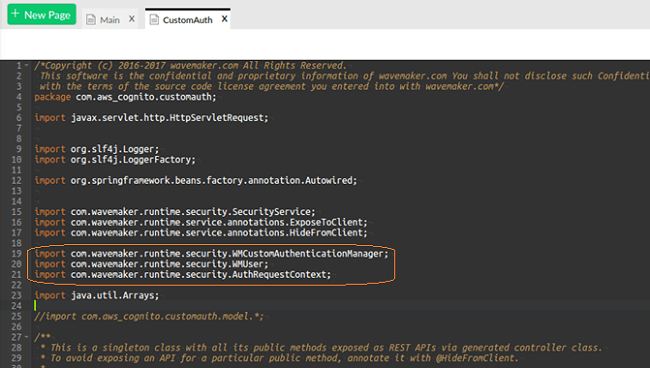 + New Page
Main X
CustomAuth X
1 /*Copyright (c) 2016-2017 wavemaker.com All Rights Reserved.
2 This software is the confidential and proprietary information of wavemaker.com You shall not disclose such Confidenti
3 with the terms of the source code license agreement you entered into with wavemaker.com*/
4 package com.aws_cognito.customauth;
5
6 import javax.servlet.http.HttpServletRequest;
7
8
9 import org.slf4j.Logger;
10 import org.slf4j.LoggerFactory;
11
12 import org.springframework.beans.factory.annotation.Autowired;
13
14
15 import com.wavemaker.runtime.security.SecurityService;
16 import com.wavemaker.runtime.service.annotations.ExposeToClient;
17 import com.wavemaker.runtime.service.annotations.HideFromClient;
18
19 import com.wavemaker.runtime.security.WMCustomAuthenticationManager;
20 import com.wavemaker.runtime.security.WMUser;
21 import com.wavemaker.runtime.security.AuthRequestContext;
22
23 import java.util.Arrays;
24
25 //import com.aws_cognito.customauth.model.*;
26
27 /**
28 * This is a singleton class with all its public methods exposed as REST APIs via generated controller class.
29 * To avoid exposing an API for a particular public method, annotate it with @HideFromClient.
30 *